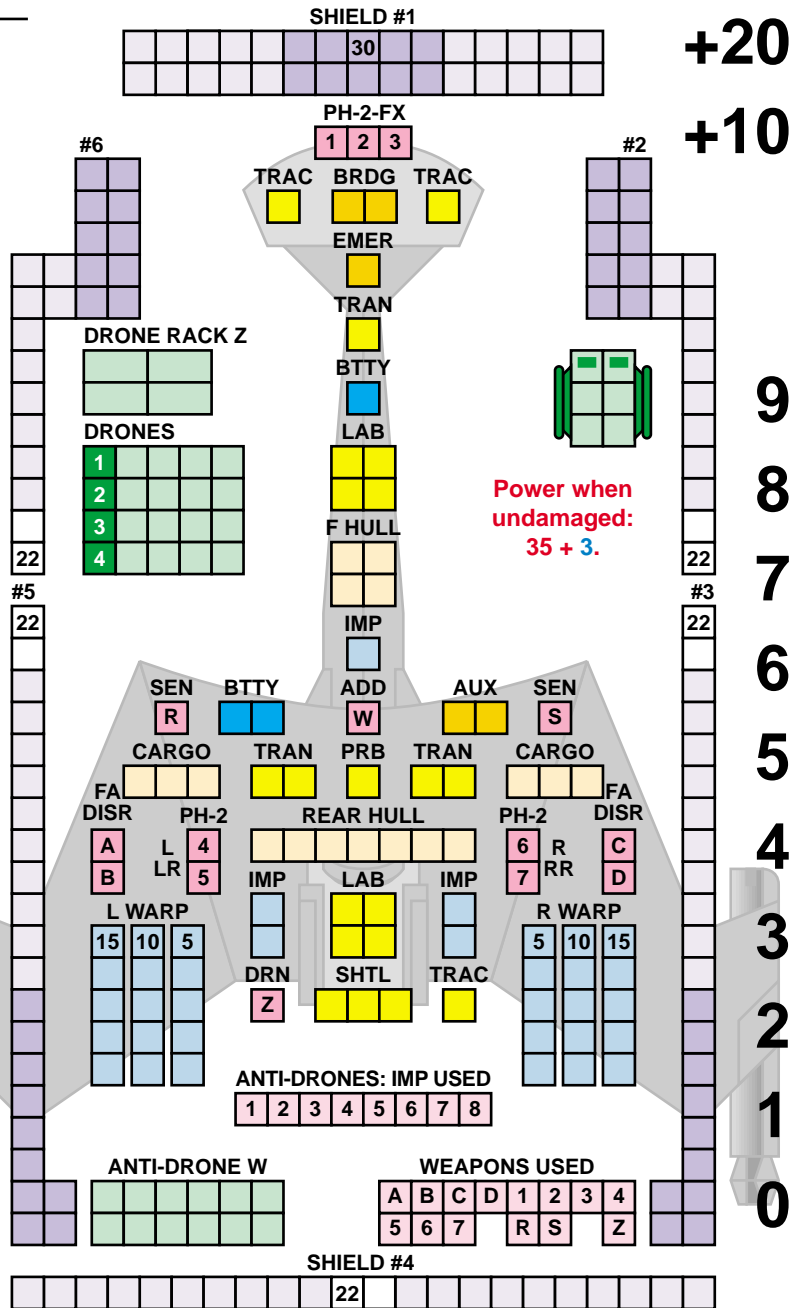 SHIELD #1
30
+20
PH-2-FX
1 2 3
+10
#6
#2
TRAC BRDG TRAC
EMER
TRAN
DRONE RACK Z
BTTY
9
DRONES
LAB
1
2
3
4
8
Power when
undamaged:
35 + 3.
F HULL
22
22
7
#5
#3
22
22
IMP
6
SEN BTTY ADD AUX SEN
R W S
CARGO TRAN PRB TRAN CARGO
5
FA
DISR
PH-2
REAR HULL
PH-2
FA
DISR
A
B
L
LR
4
5
6
7
R
RR
C
D
4
IMP LAB IMP
L WARP
R WARP
15 10 5
5 10 15
3
DRN SHTL TRAC
Z
2
ANTI-DRONES: IMP USED
1 2 3 4 5 6 7 8
1
ANTI-DRONE W
WEAPONS USED
A B C D 1 2 3 4
5 6 7 R S Z
0
SHIELD #4
22